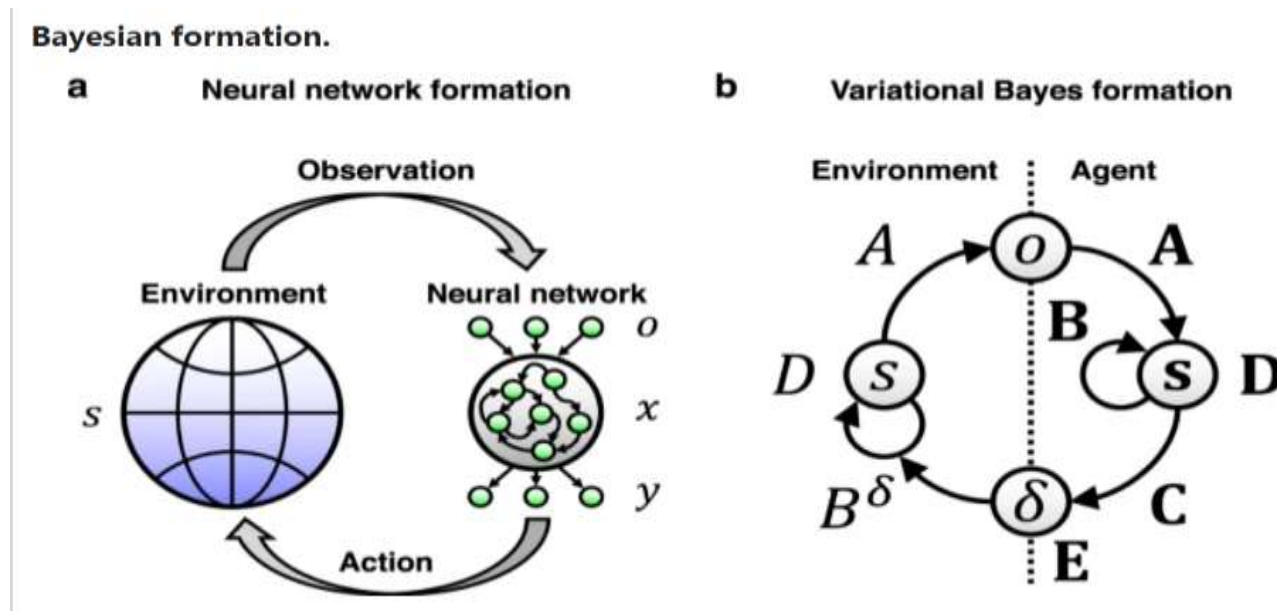 Bayesian formation.
a Neural network formation
Observation
Environment
Neural network
s
o
x
y
Action
b Variational Bayes formation
Environment
Agent
A
o
A
B
D
s
s
D
B^δ
δ
C
E